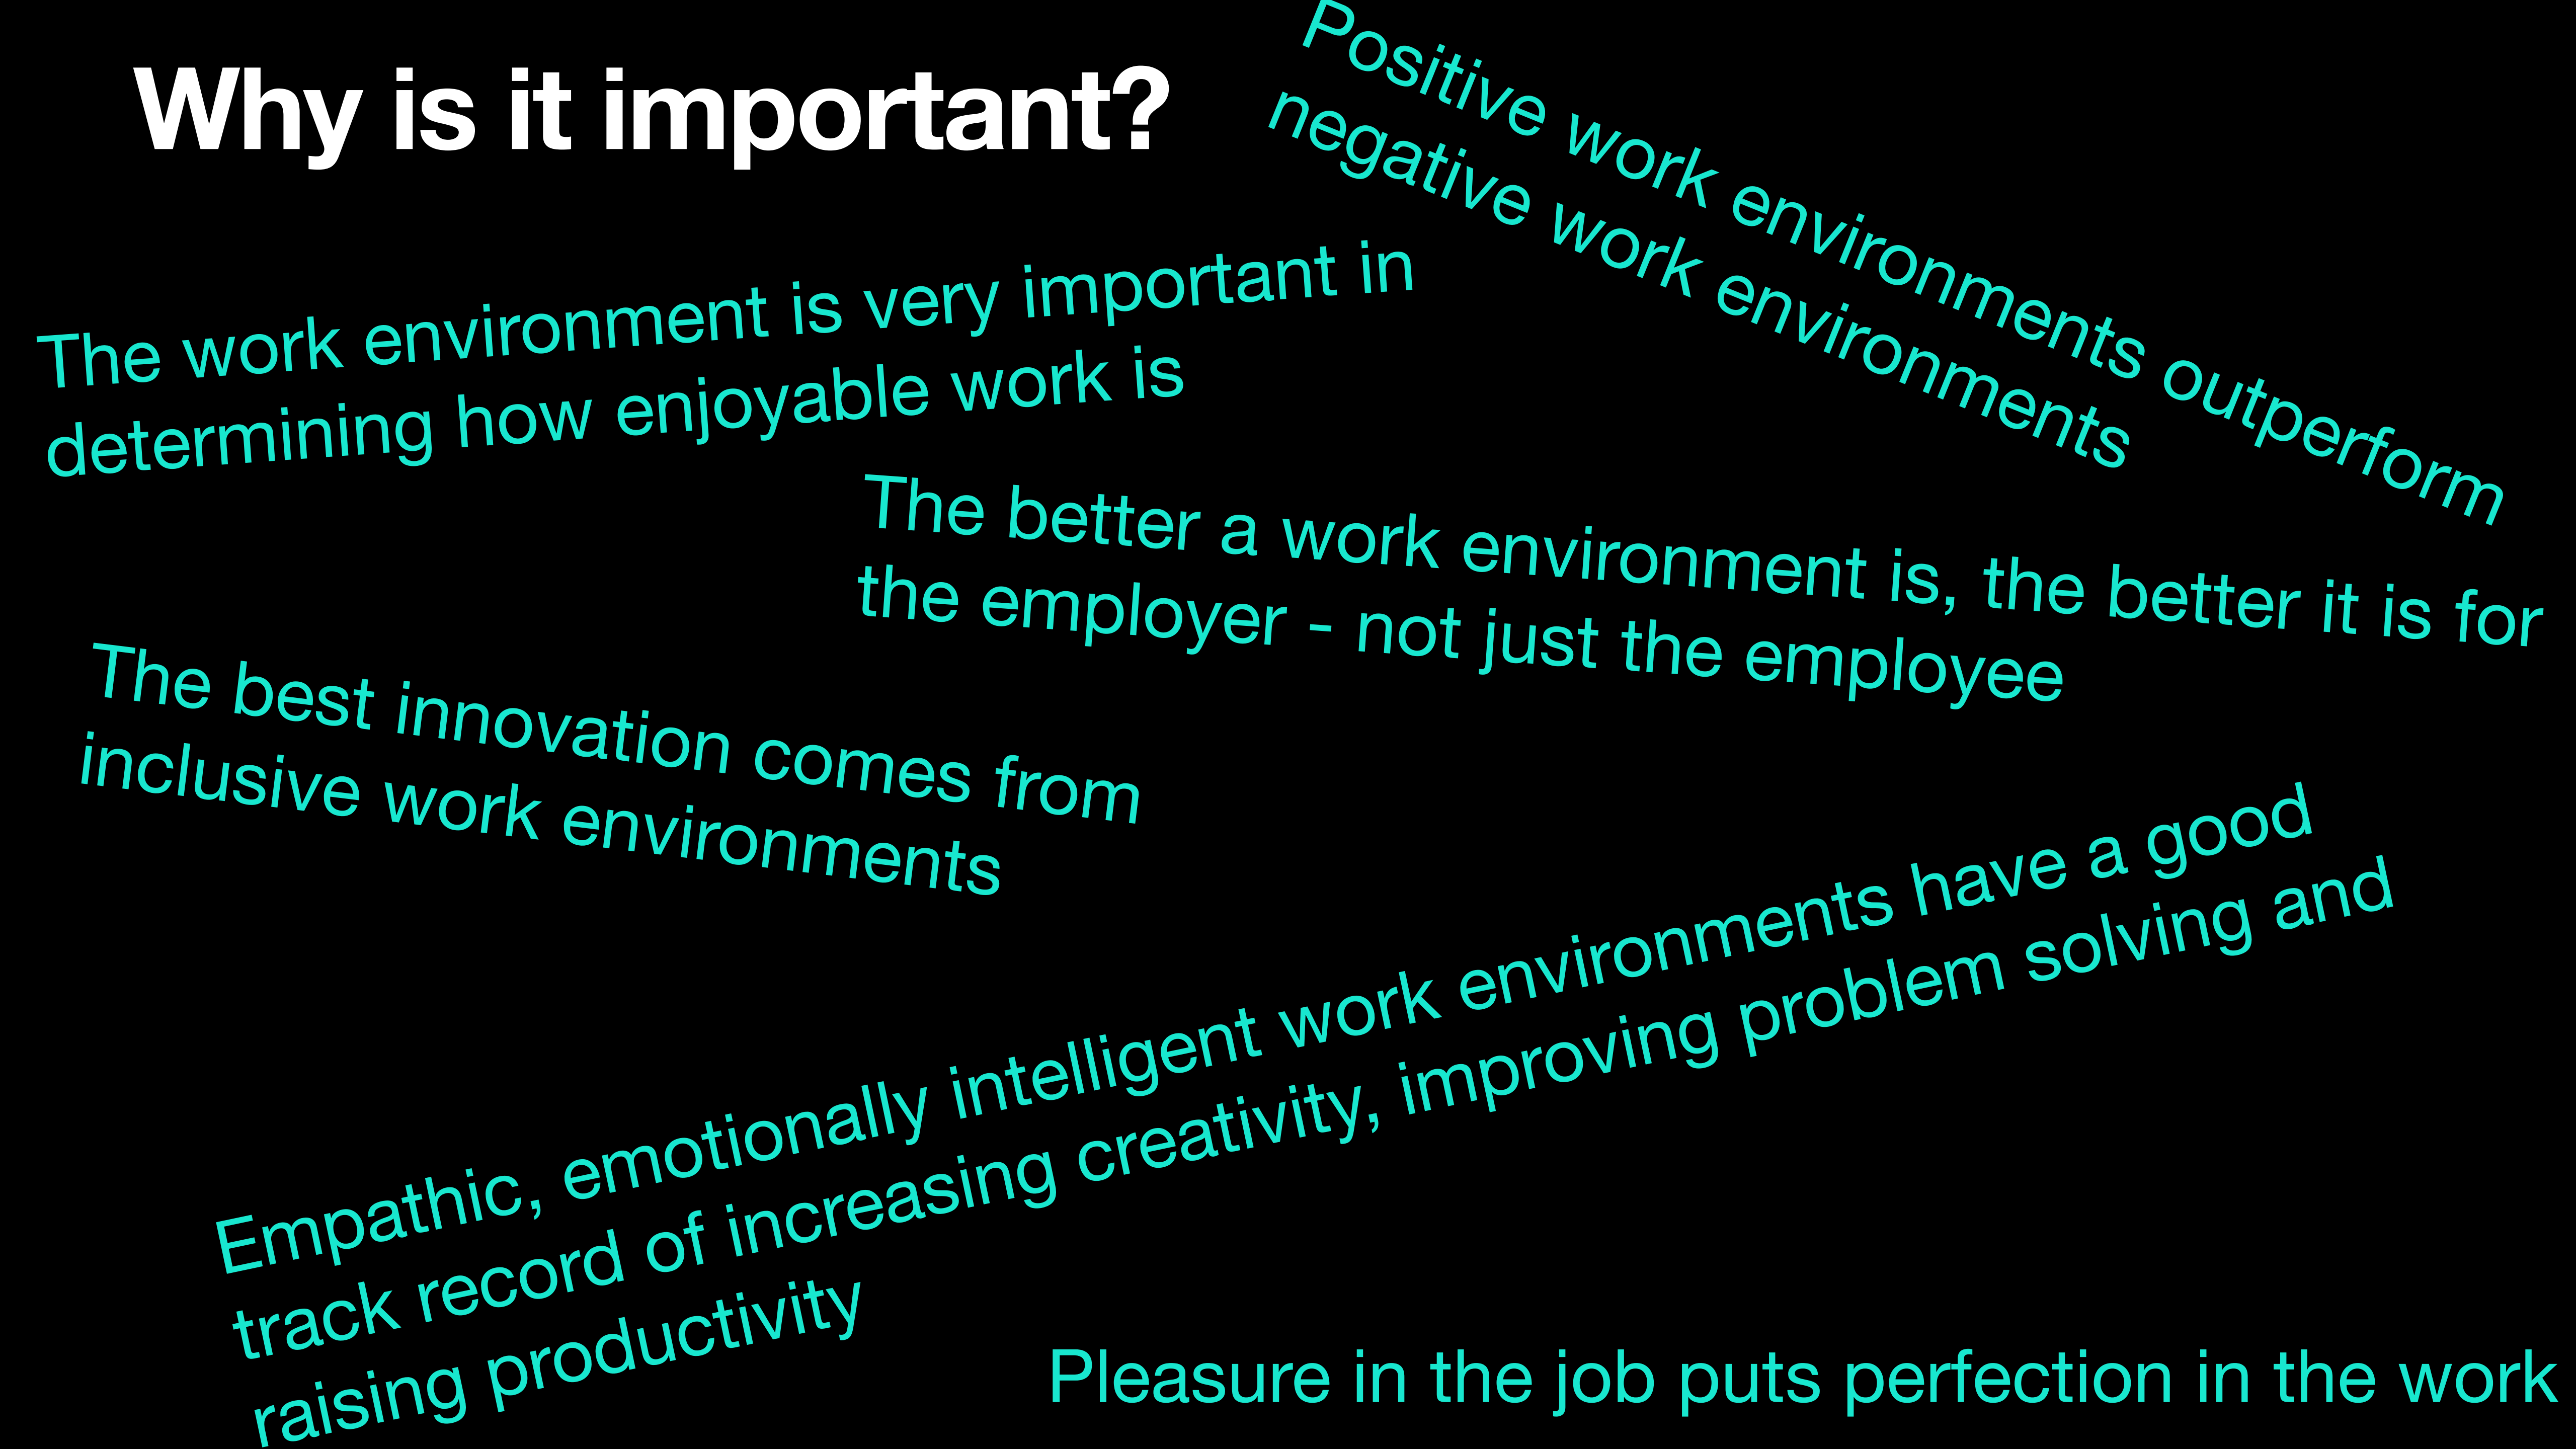 Why is it important?
Positive work environments outperform
negative work environments
The work environment is very important in
determining how enjoyable work is
The better a work environment is, the better it is for
the employer - not just the employee
The best innovation comes from
inclusive work environments
Empathic, emotionally intelligent work environments have a good
track record of increasing creativity, improving problem solving and
raising productivity
Pleasure in the job puts perfection in the work